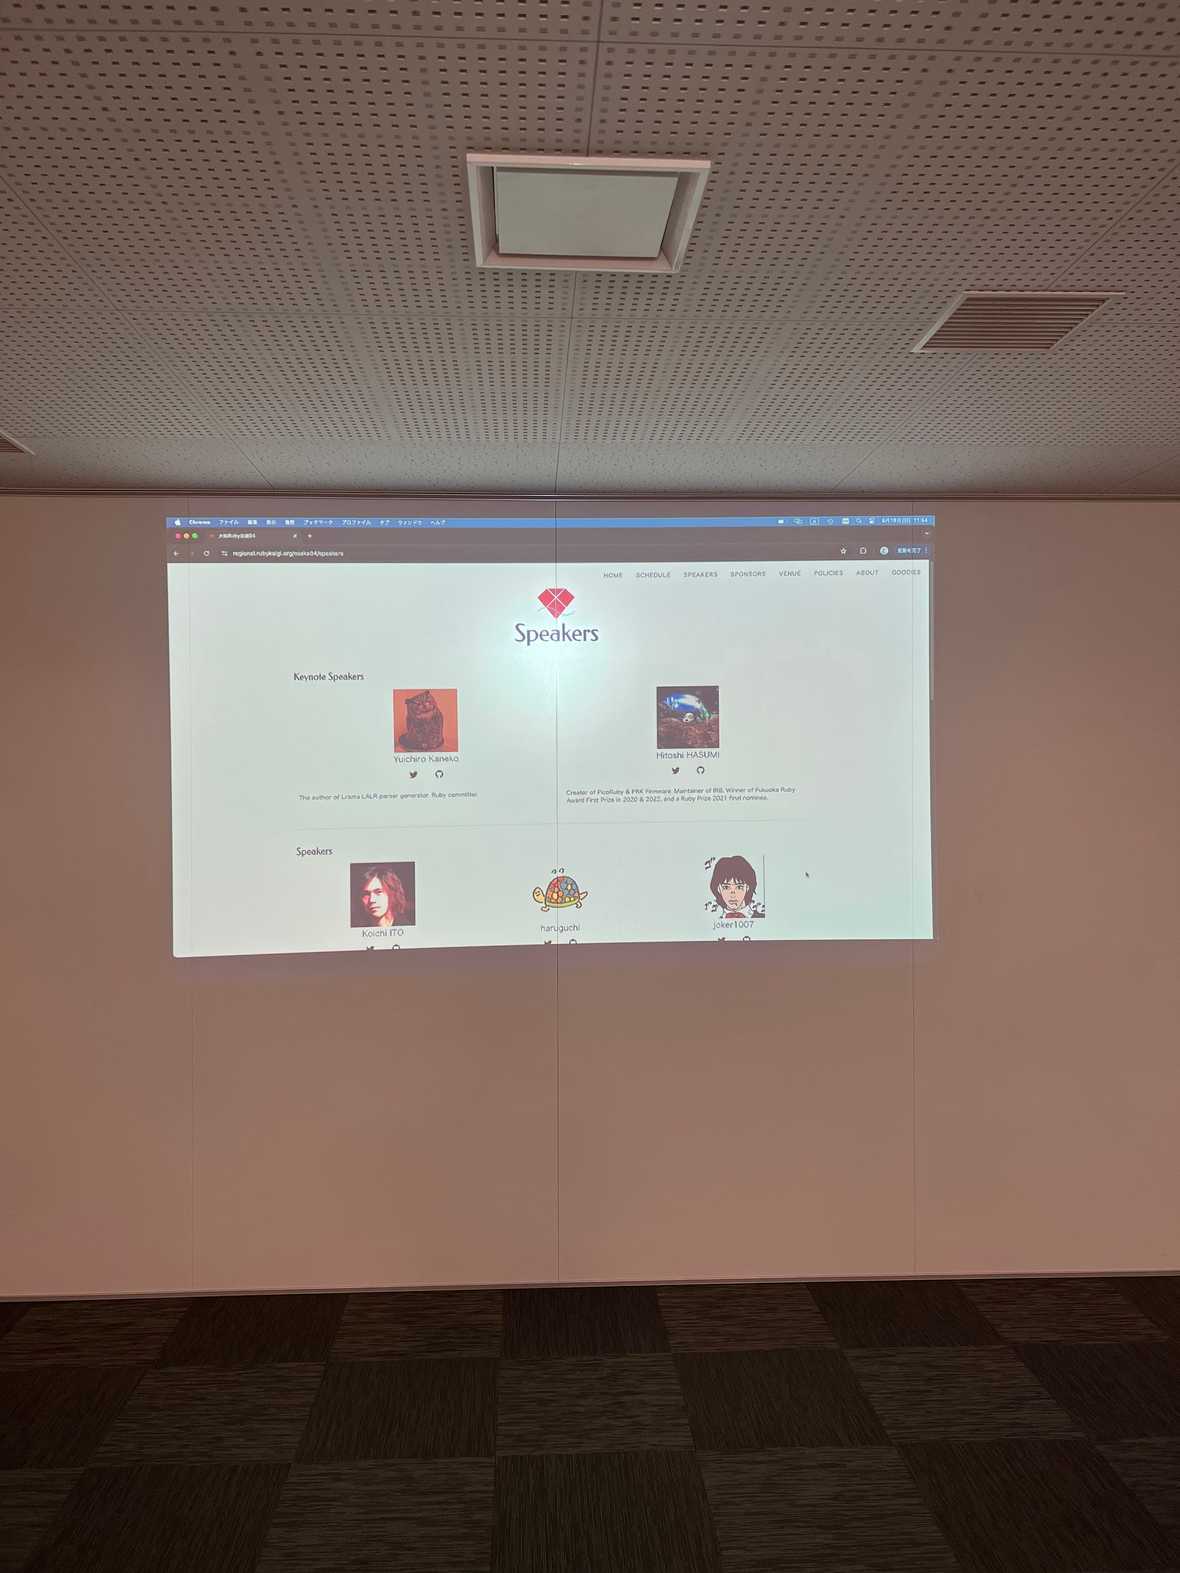 Chrome ファイル 編集 表示 履歴 ブックマーク プロファイル タブ ウィンドウ ヘルプ
大阪Ruby会議04
regional.rubykaigi.org/osaka04/speakers
HOME SCHEDULE SPEAKERS SPONSORS VENUE POLICIES ABOUT GOODIES
Speakers
Keynote Speakers
Yuichiro Kaneko
The author of Lrama LALR parser generator. Ruby committer.
Hitoshi HASUMI
Creator of PicoRuby & PRK Firmware. Maintainer of IRB. Winner of Fukuoka Ruby
Award First Prize in 2020 & 2022, and a Ruby Prize 2021 final nominee.
Speakers
Koichi ITO
haruguchi
joker1007